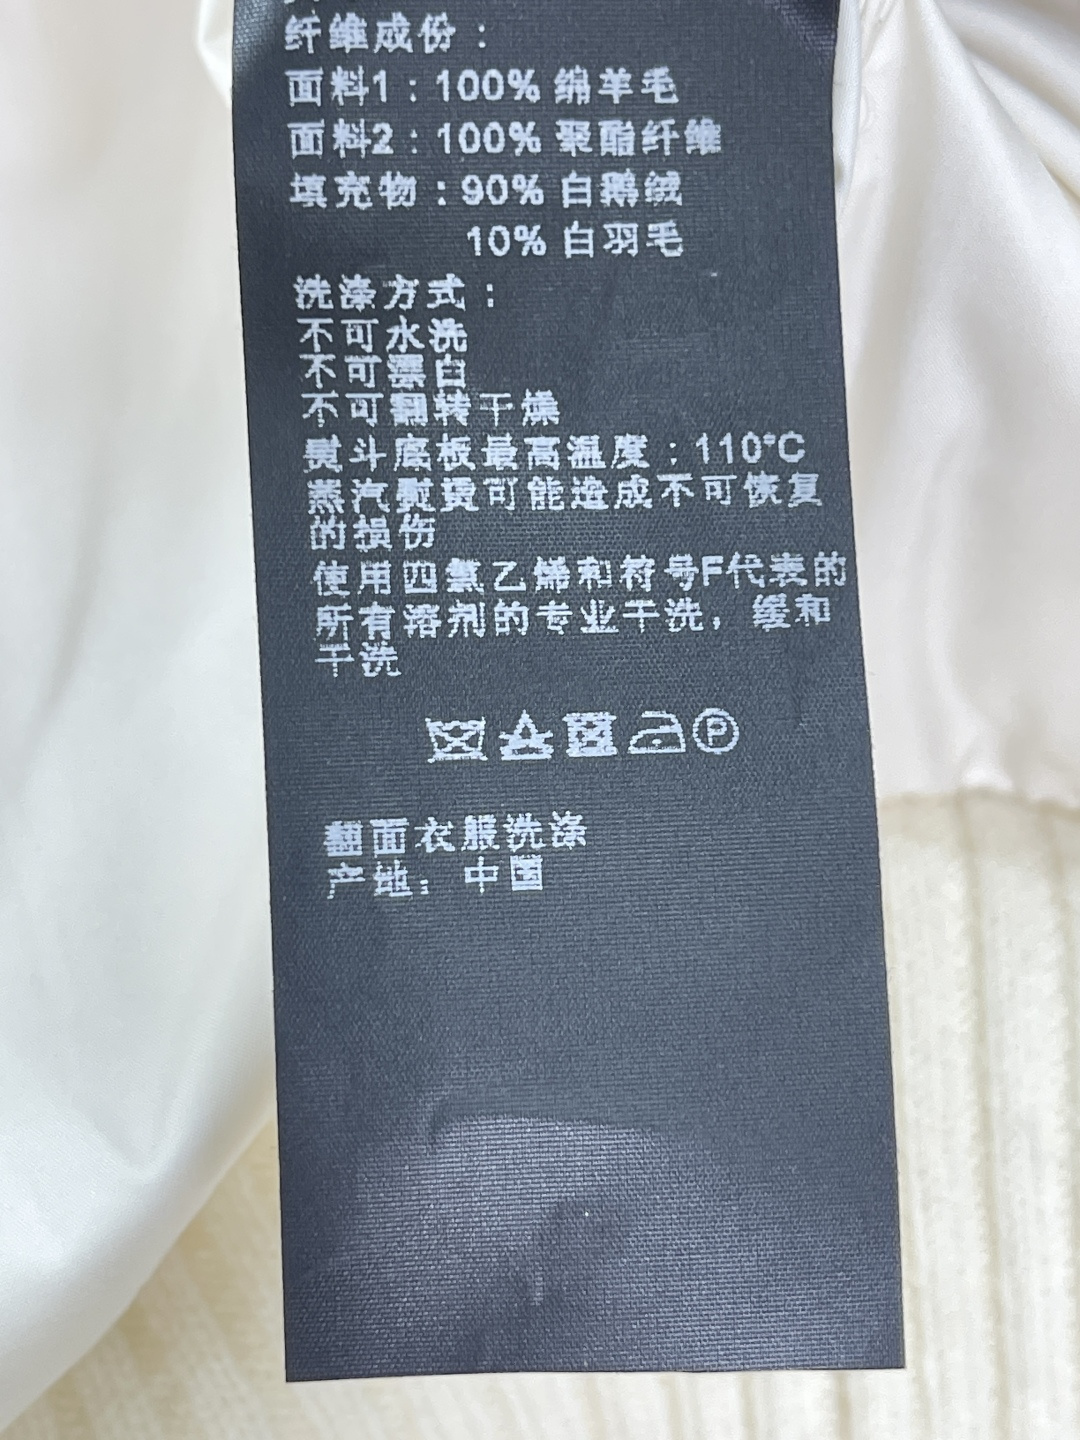 纤维成份：
面料1：100% 绵羊毛
面料2：100% 聚酯纤维
填充物：90% 白鹅绒
10% 白羽毛
洗涤方式：
不可水洗
不可漂白
不可翻转干燥
熨斗底板最高温度：110°C
蒸汽熨烫可能造成不可恢复
的损伤
使用四氯乙烯和符号F代表的
所有溶剂的专业干洗，缓和
干洗
P
翻面衣服洗涤
产地：中国